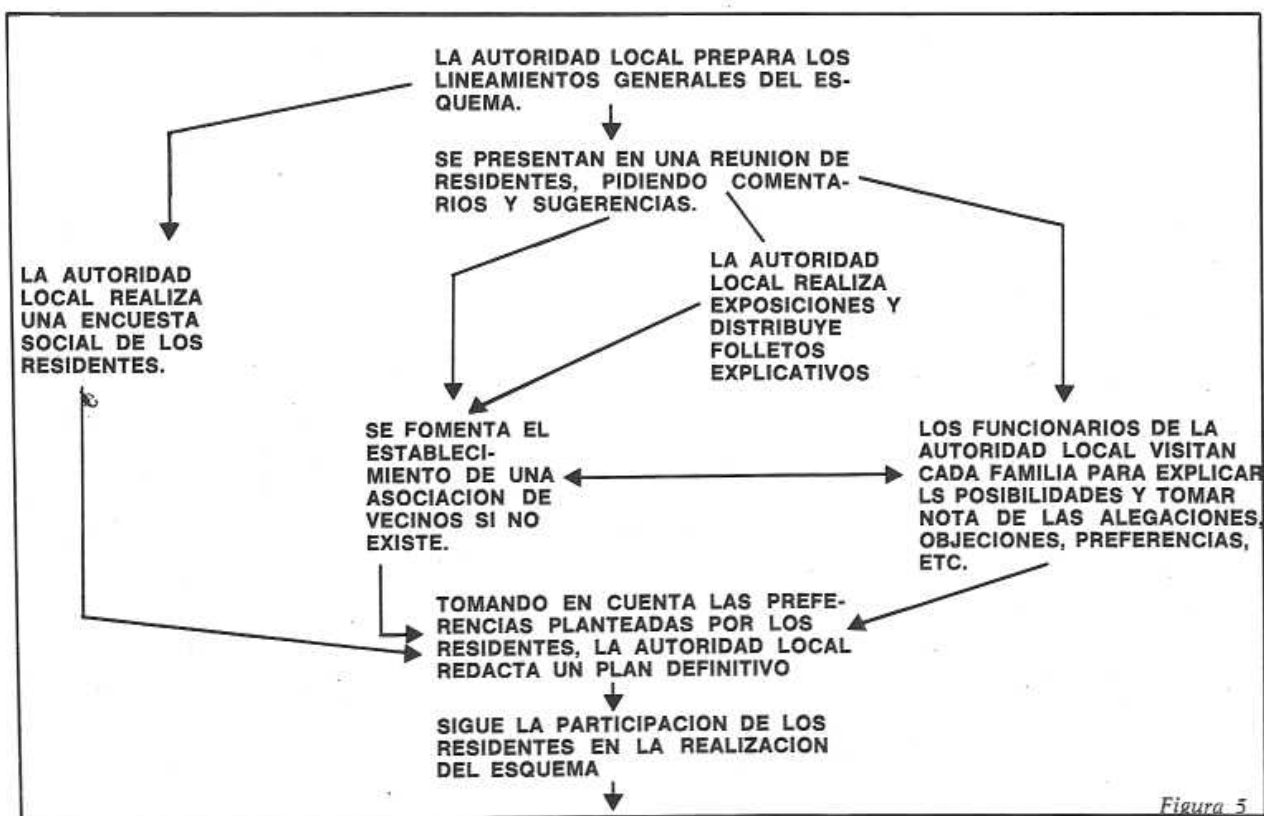 LA AUTORIDAD LOCAL PREPARA LOS
LINEAMIENTOS GENERALES DEL ES-
QUEMA.
SE PRESENTAN EN UNA REUNION DE
RESIDENTES, PIDIENDO COMENTA-
RIOS Y SUGERENCIAS.
LA AUTORIDAD
LOCAL REALIZA
UNA ENCUESTA
SOCIAL DE LOS
RESIDENTES.
LA AUTORIDAD
LOCAL REALIZA
EXPOSICIONES Y
DISTRIBUYE
FOLLETOS
EXPLICATIVOS
SE FOMENTA EL
ESTABLECI-
MIENTO DE UNA
ASOCIACION DE
VECINOS SI NO
EXISTE.
LOS FUNCIONARIOS DE LA
AUTORIDAD LOCAL VISITAN
CADA FAMILIA PARA EXPLICAR
LS POSIBILIDADES Y TOMAR
NOTA DE LAS ALEGACIONES,
OBJECIONES, PREFERENCIAS,
ETC.
TOMANDO EN CUENTA LAS PREFE-
RENCIAS PLANTEADAS POR LOS
RESIDENTES, LA AUTORIDAD LOCAL
REDACTA UN PLAN DEFINITIVO
SIGUE LA PARTICIPACION DE LOS
RESIDENTES EN LA REALIZACION
DEL ESQUEMA
Figura 5